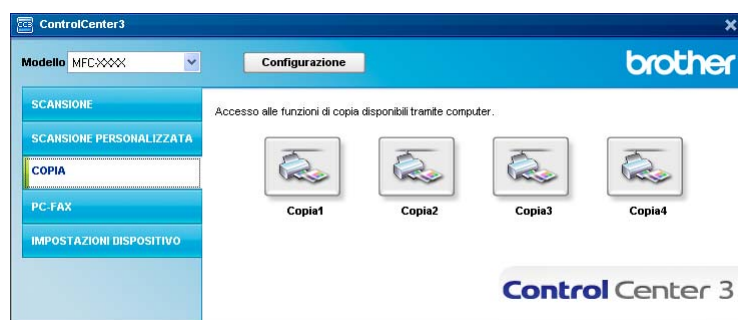 ControlCenter3
Modello MFC-XXXX Configurazione brother
SCANSIONE
SCANSIONE PERSONALIZZATA
COPIA
PC-FAX
IMPOSTAZIONI DISPOSITIVO
Accesso alle funzioni di copia disponibili tramite computer.
Copia1 Copia2 Copia3 Copia4
Control Center 3